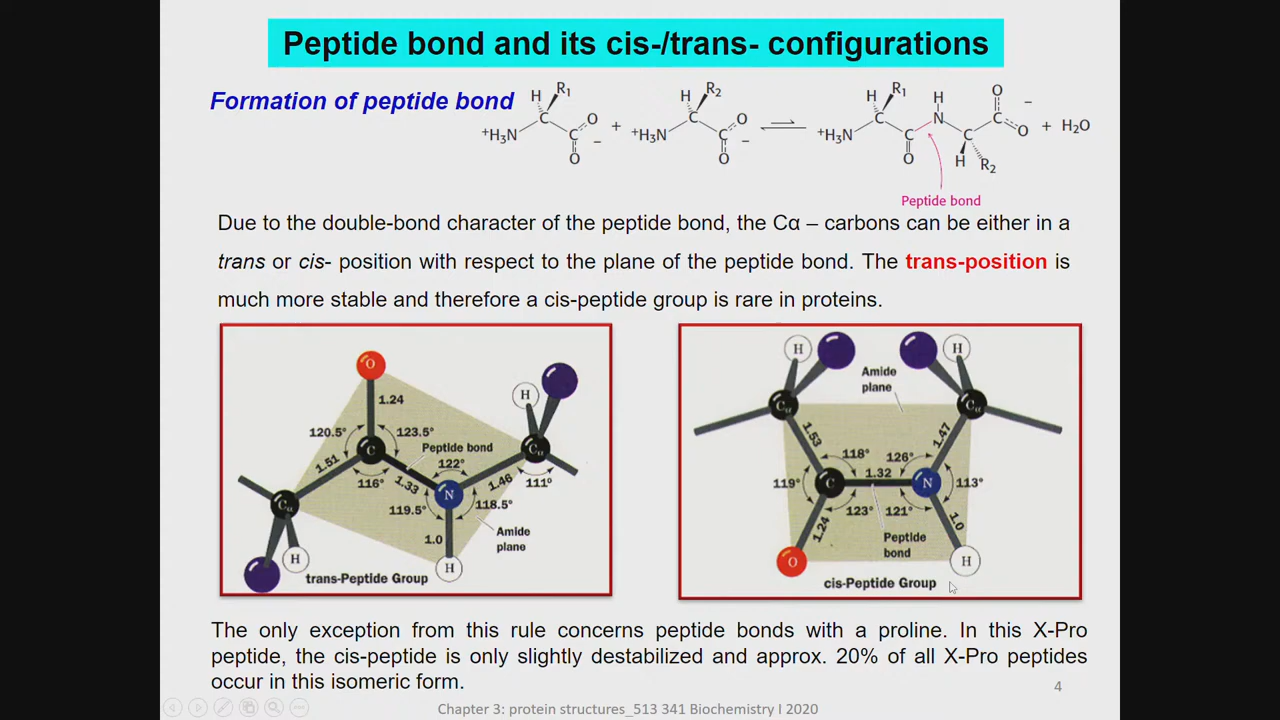 Peptide bond and its cis-/trans- configurations
Formation of peptide bond
H R₁ ⁺H₃N C C O O − + H R₂ ⁺H₃N C C O O − ⇌ H R₁ ⁺H₃N C C O H N C H R₂ C O O − + H₂O
Peptide bond
Due to the double-bond character of the peptide bond, the Cα – carbons can be either in a
trans or cis- position with respect to the plane of the peptide bond. The trans-position is
much more stable and therefore a cis-peptide group is rare in proteins.
O
1.24
H
120.5°
123.5°
C
Peptide bond
Cα
1.51
116°
1.33
122°
N
1.46
111°
Cα
119.5°
118.5°
1.0
Amide
plane
H
H
trans-Peptide Group
H
H
Amide
plane
Cα
Cα
1.53
1.47
118°
126°
1.32
119°
C
N
113°
123°
121°
1.24
1.0
Peptide
bond
O
H
cis-Peptide Group
The only exception from this rule concerns peptide bonds with a proline. In this X-Pro
peptide, the cis-peptide is only slightly destabilized and approx. 20% of all X-Pro peptides
occur in this isomeric form.
4
Chapter 3: protein structures_513 341 Biochemistry I 2020